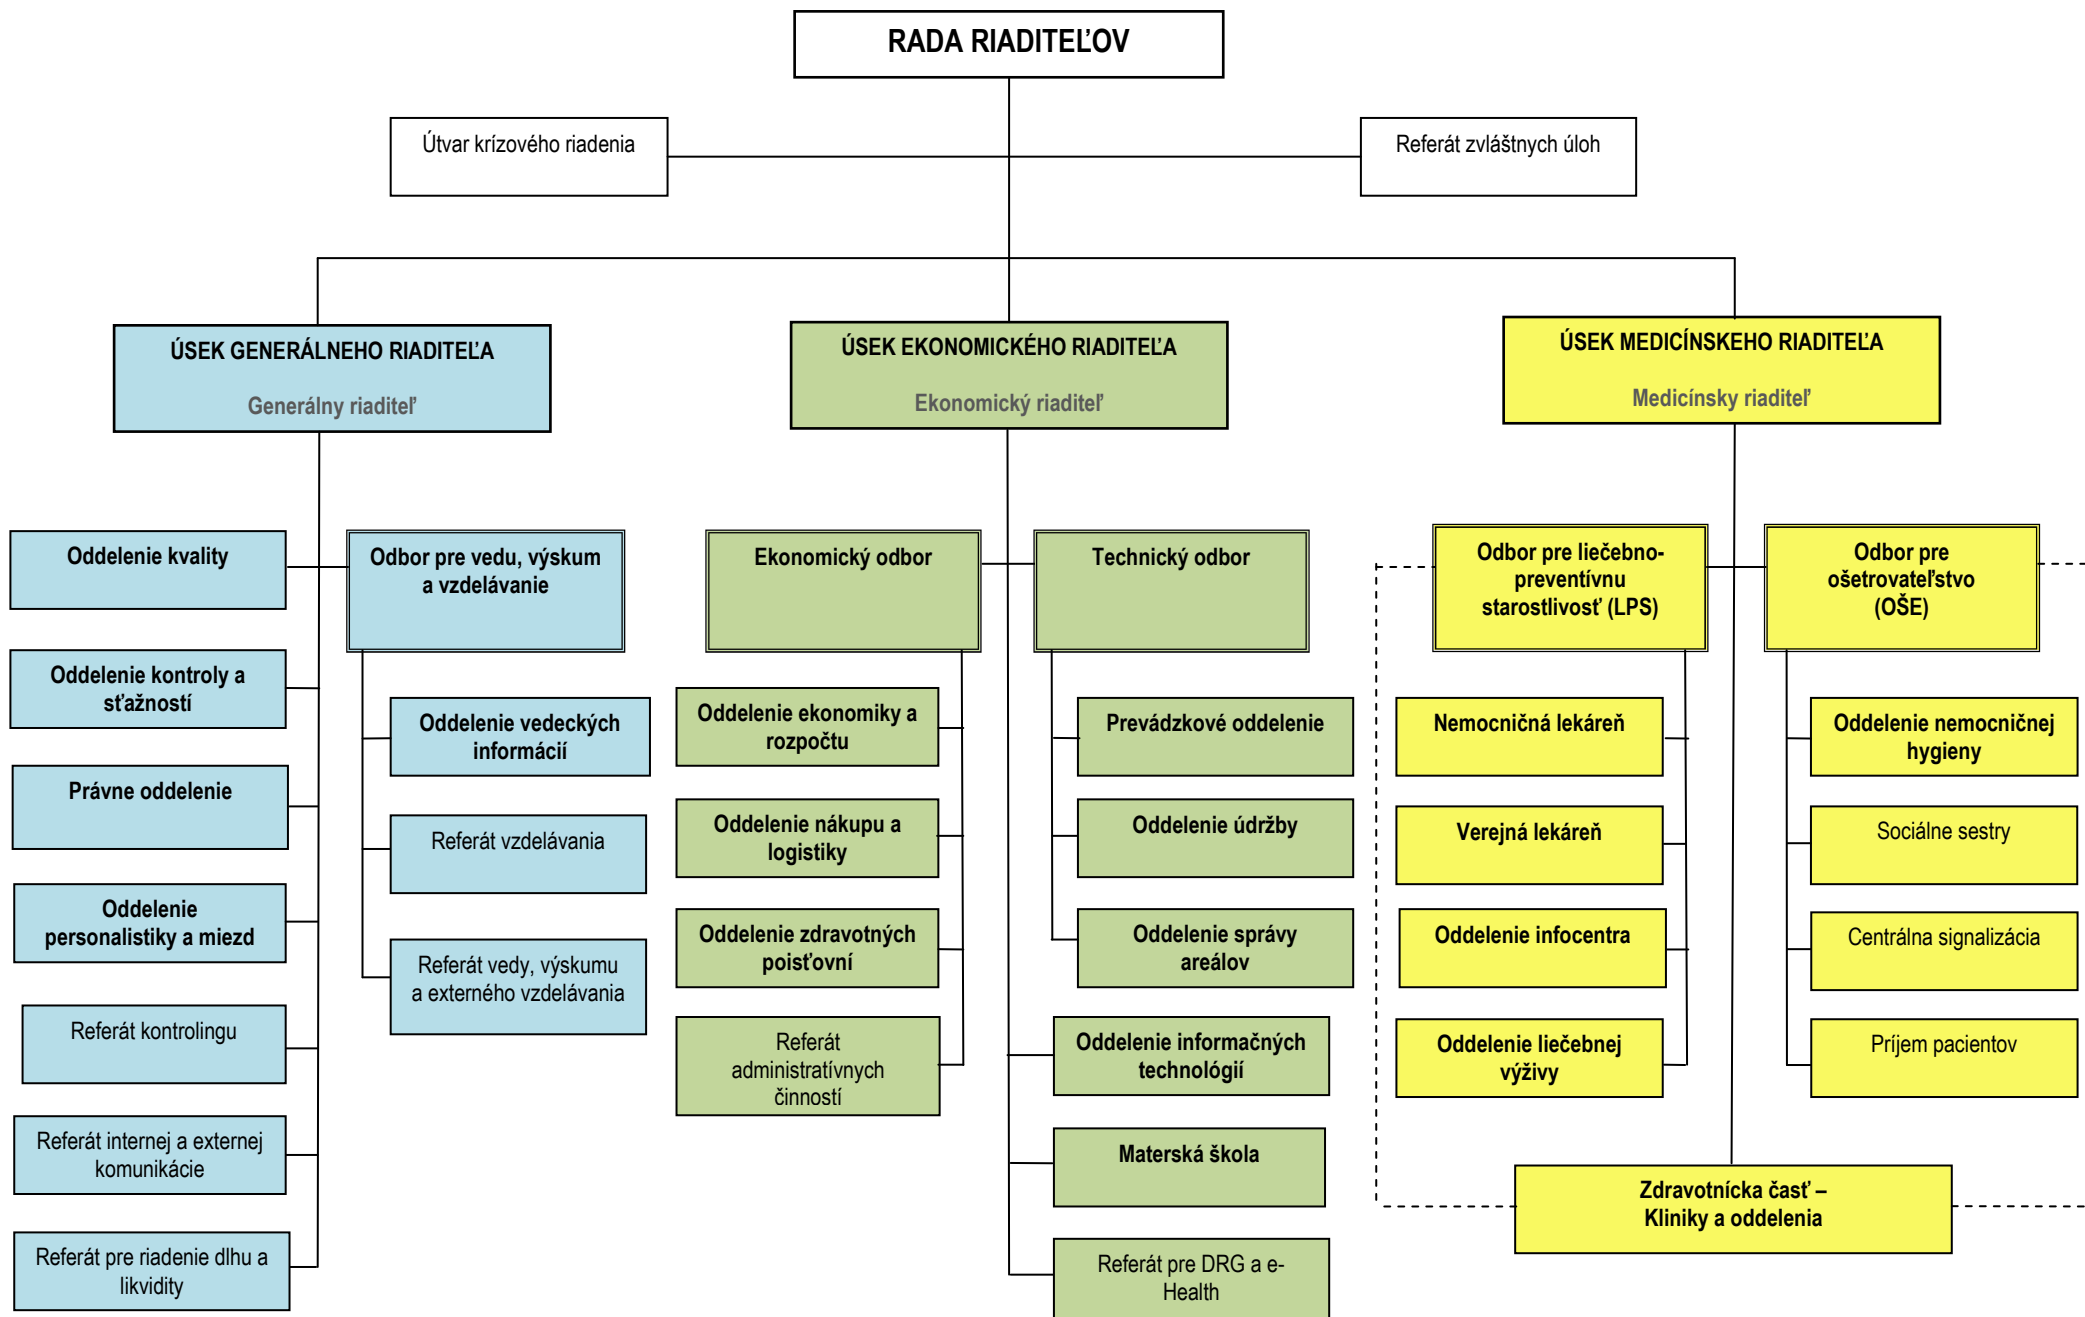 RADA RIADITEĽOV
Útvar krízového riadenia
Referát zvláštnych úloh
ÚSEK GENERÁLNEHO RIADITEĽA
Generálny riaditeľ
ÚSEK EKONOMICKÉHO RIADITEĽA
Ekonomický riaditeľ
ÚSEK MEDICÍNSKEHO RIADITEĽA
Medicínsky riaditeľ
Oddelenie kvality
Oddelenie kontroly a
sťažností
Právne oddelenie
Oddelenie
personalistiky a miezd
Referát kontrolingu
Referát internej a externej
komunikácie
Referát pre riadenie dlhu a
likvidity
Odbor pre vedu, výskum
a vzdelávanie
Oddelenie vedeckých
informácií
Referát vzdelávania
Referát vedy, výskumu
a externého vzdelávania
Ekonomický odbor
Oddelenie ekonomiky a
rozpočtu
Oddelenie nákupu a
logistiky
Oddelenie zdravotných
poisťovní
Referát
administratívnych
činností
Technický odbor
Prevádzkové oddelenie
Oddelenie údržby
Oddelenie správy
areálov
Oddelenie informačných
technológií
Materská škola
Referát pre DRG a e-
Health
Odbor pre liečebno-
preventívnu
starostlivosť (LPS)
Nemocničná lekáreň
Verejná lekáreň
Oddelenie infocentra
Oddelenie liečebnej
výživy
Odbor pre
ošetrovateľstvo
(OŠE)
Oddelenie nemocničnej
hygieny
Sociálne sestry
Centrálna signalizácia
Príjem pacientov
Zdravotnícka časť –
Kliniky a oddelenia